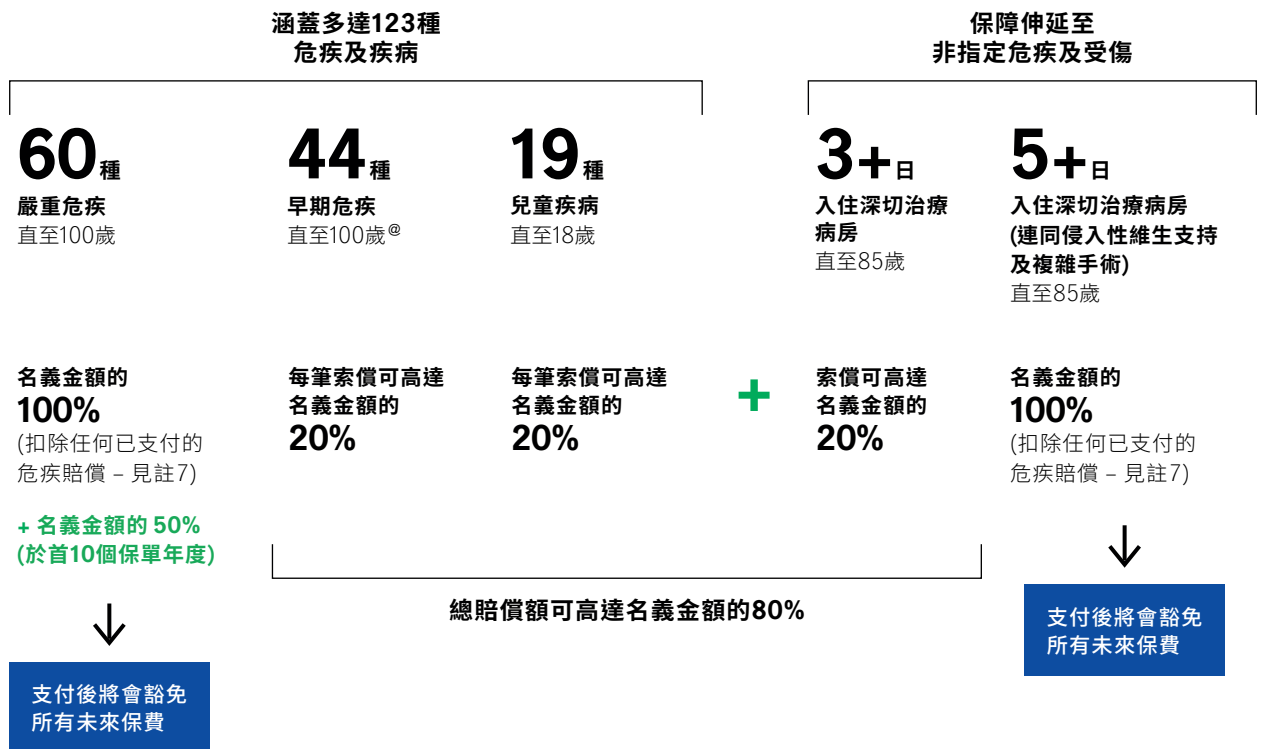 涵蓋多達123種
危疾及疾病
保障伸延至
非指定危疾及受傷
60種
嚴重危疾
直至100歲
44種
早期危疾
直至100歲@
19種
兒童疾病
直至18歲
3+日
入住深切治療
病房
直至85歲
5+日
入住深切治療病房
(連同侵入性維生支持
及複雜手術)
直至85歲
名義金額的
100%
(扣除任何已支付的
危疾賠償 – 見註7)
+ 名義金額的 50%
(於首10個保單年度)
每筆索償可高達
名義金額的
20%
每筆索償可高達
名義金額的
20%
+
索償可高達
名義金額的
20%
名義金額的
100%
(扣除任何已支付的
危疾賠償 – 見註7)
總賠償額可高達名義金額的80%
支付後將會豁免
所有未來保費
支付後將會豁免
所有未來保費